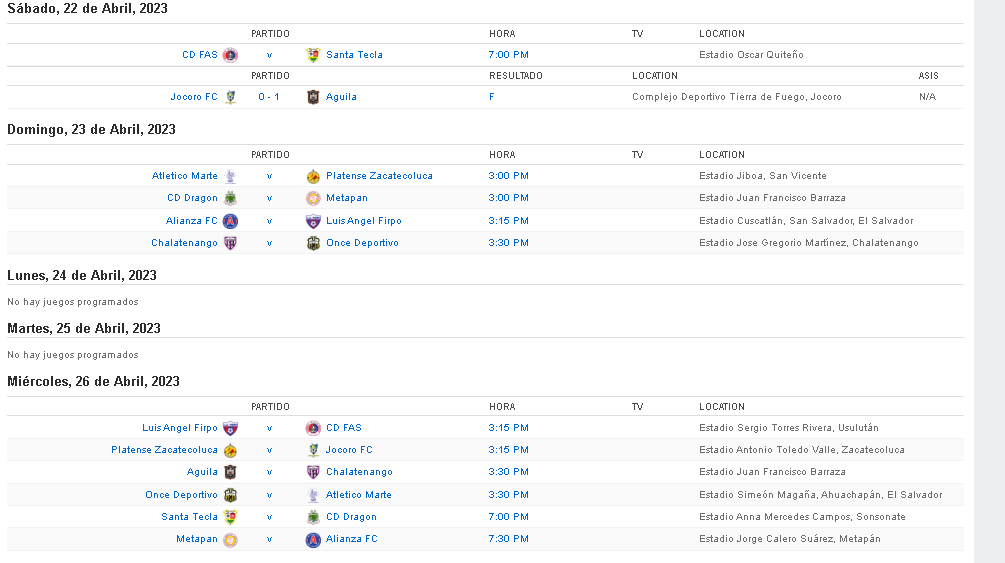 Sábado, 22 de Abril, 2023
PARTIDO HORA TV LOCATION
CD FAS v Santa Tecla 7:00 PM Estadio Oscar Quiteño
PARTIDO RESULTADO LOCATION ASIS
Jocoro FC 0 - 1 Aguila F Complejo Deportivo Tierra de Fuego, Jocoro N/A
Domingo, 23 de Abril, 2023
PARTIDO HORA TV LOCATION
Atletico Marte v Platense Zacatecoluca 3:00 PM Estadio Jiboa, San Vicente
CD Dragon v Metapan 3:00 PM Estadio Juan Francisco Barraza
Alianza FC v Luis Angel Firpo 3:15 PM Estadio Cuscatlán, San Salvador, El Salvador
Chalatenango v Once Deportivo 3:30 PM Estadio Jose Gregorio Martínez, Chalatenango
Lunes, 24 de Abril, 2023
No hay juegos programados
Martes, 25 de Abril, 2023
No hay juegos programados
Miércoles, 26 de Abril, 2023
PARTIDO HORA TV LOCATION
Luis Angel Firpo v CD FAS 3:15 PM Estadio Sergio Torres Rivera, Usulután
Platense Zacatecoluca v Jocoro FC 3:15 PM Estadio Antonio Toledo Valle, Zacatecoluca
Aguila v Chalatenango 3:30 PM Estadio Juan Francisco Barraza
Once Deportivo v Atletico Marte 3:30 PM Estadio Simeón Magaña, Ahuachapán, El Salvador
Santa Tecla v CD Dragon 7:00 PM Estadio Anna Mercedes Campos, Sonsonate
Metapan v Alianza FC 7:30 PM Estadio Jorge Calero Suárez, Metapán